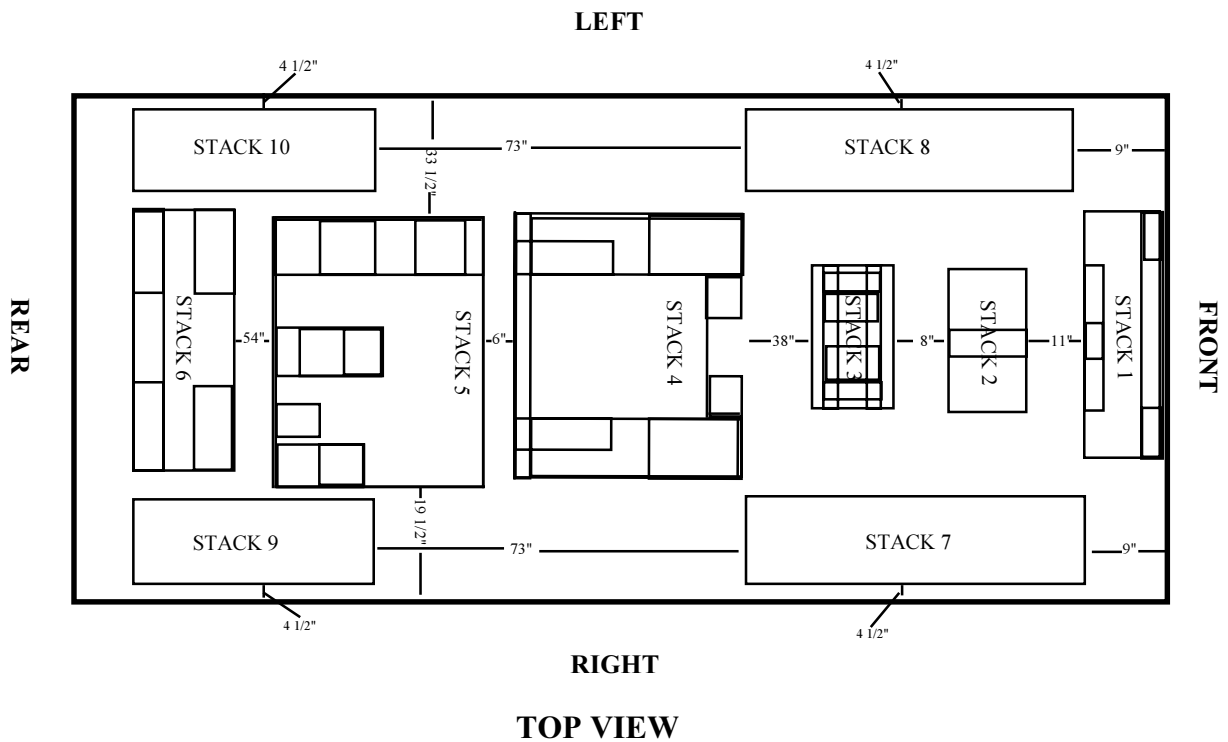 LEFT
4 1/2"
4 1/2"
STACK 10
73"
STACK 8
9"
33 1/2"
REAR
STACK 6
54"
STACK 5
6"
STACK 4
38"
STACK 3
8"
STACK 2
11"
STACK 1
FRONT
19 1/2"
STACK 9
73"
STACK 7
9"
4 1/2"
4 1/2"
RIGHT
TOP VIEW